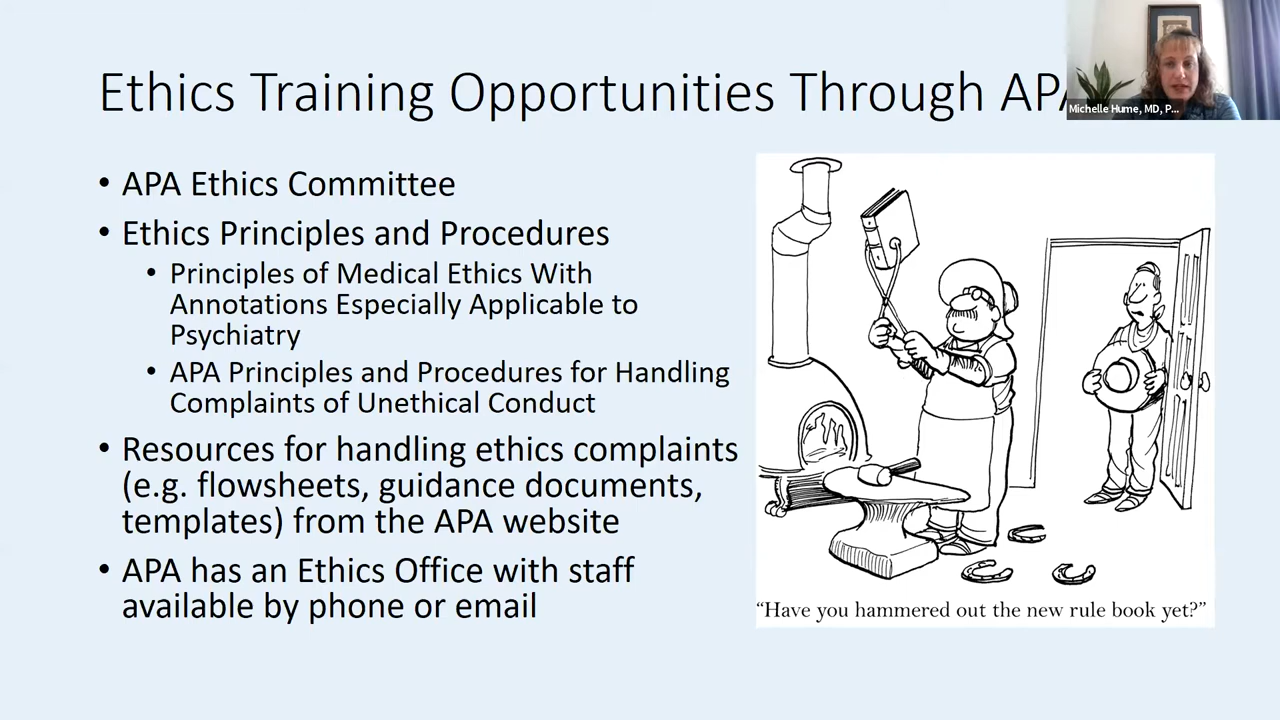 Ethics Training Opportunities Through APA
Michelle Hume, MD, P...
• APA Ethics Committee
• Ethics Principles and Procedures
• Principles of Medical Ethics With
Annotations Especially Applicable to
Psychiatry
• APA Principles and Procedures for Handling
Complaints of Unethical Conduct
• Resources for handling ethics complaints
(e.g. flowsheets, guidance documents,
templates) from the APA website
• APA has an Ethics Office with staff
available by phone or email
“Have you hammered out the new rule book yet?”